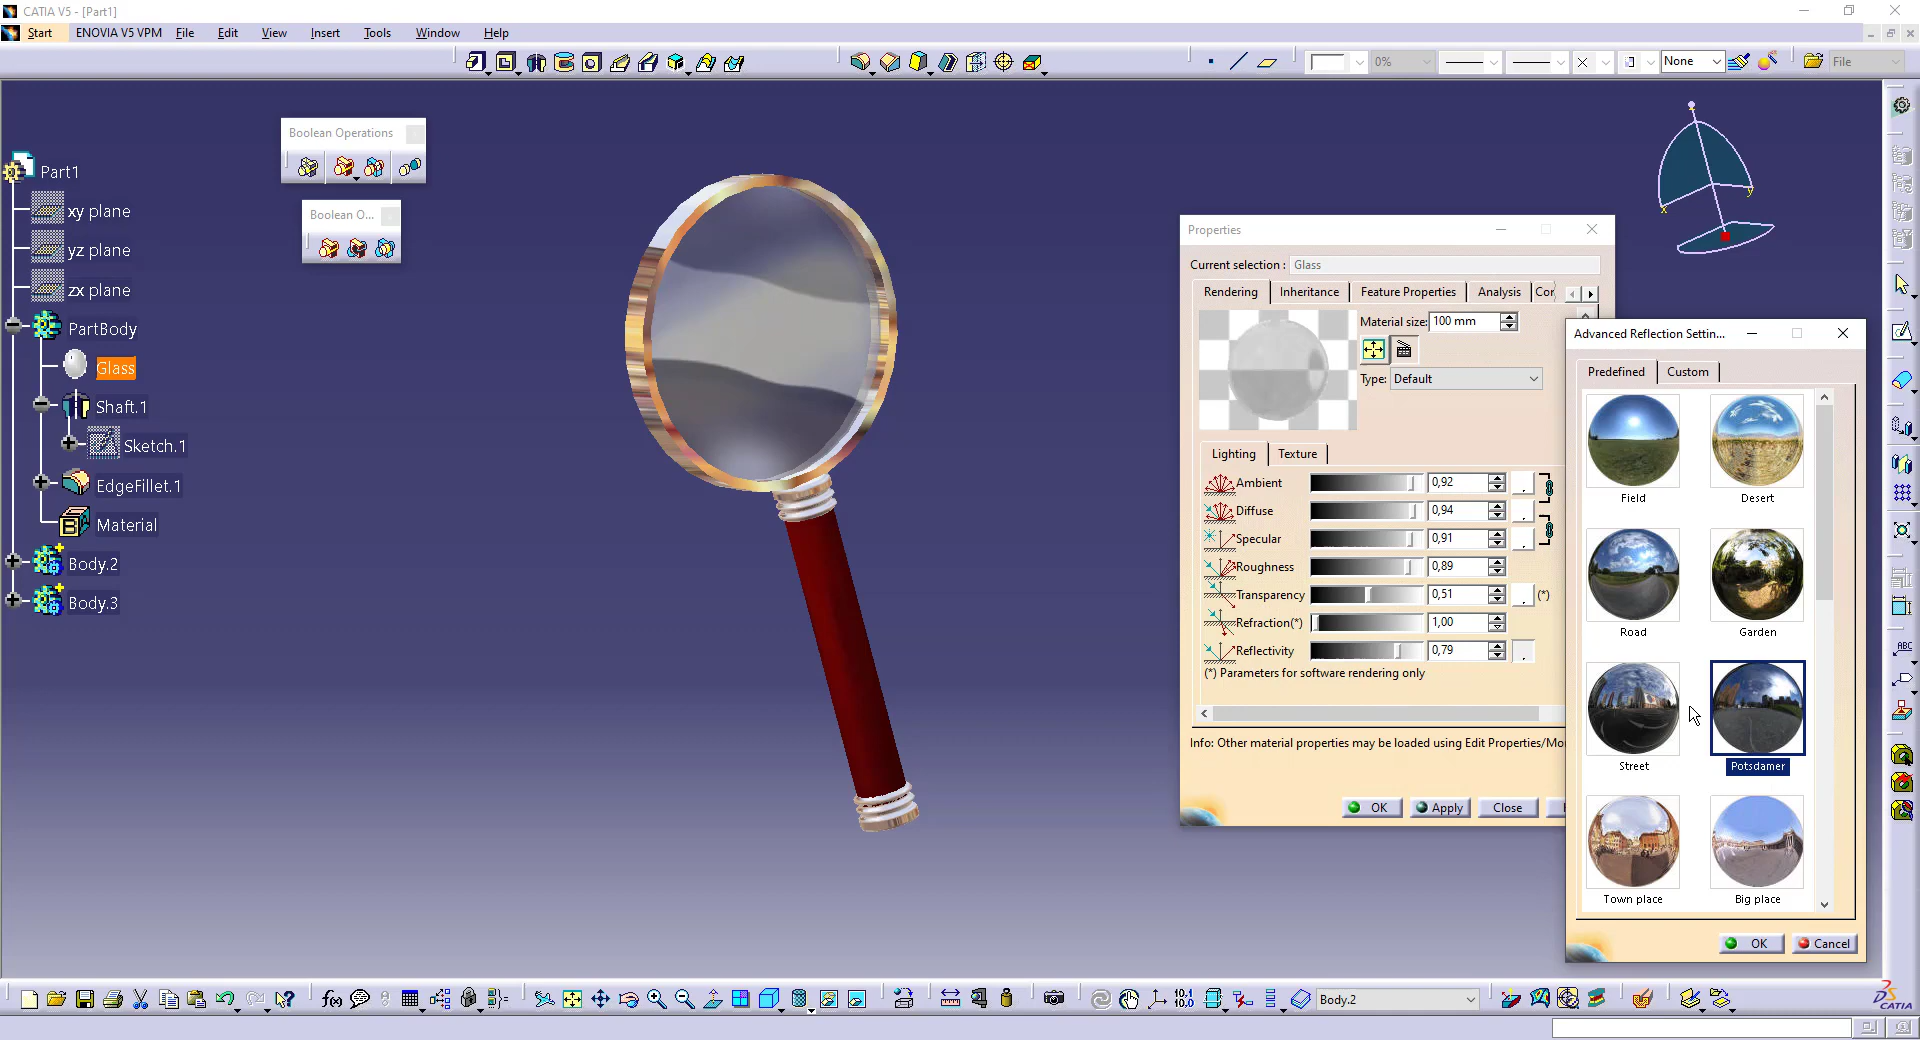 CATIA V5 - [Part1]
Start ENOVIA V5 VPM File Edit View Insert Tools Window Help
0% None File
Boolean Operations
Boolean O...
Part1
xy plane
yz plane
zx plane
PartBody
Glass
Shaft.1
Sketch.1
EdgeFillet.1
Material
Body.2
Body.3
x
y
Properties
Current selection : Glass
Rendering Inheritance Feature Properties Analysis Cor
Material size: 100 mm
Type: Default
Lighting Texture
Ambient 0,92
Diffuse 0,94
Specular 0,91
Roughness 0,89
Transparency 0,51 (*)
Refraction(*) 1,00
Reflectivity 0,79
(*) Parameters for software rendering only
Info: Other material properties may be loaded using Edit Properties/Mo
OK Apply Close
Advanced Reflection Settin...
Predefined Custom
Field Desert
Road Garden
Street Potsdamer
Town place Big place
OK Cancel
ABC
f(x) 10.1 Body.2
CATIA